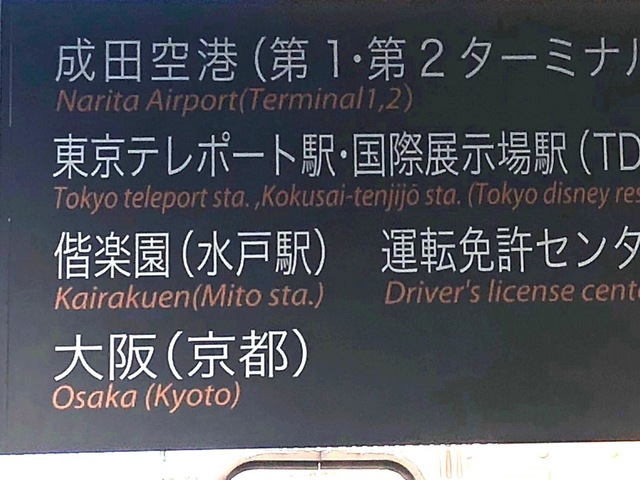 成田空港(第1・第2ターミナル
Narita Airport(Terminal1,2)
東京テレポート駅・国際展示場駅(TD
Tokyo teleport sta. ,Kokusai-tenjijō sta. (Tokyo disney res
偕楽園(水戸駅) 運転免許センタ
Kairakuen(Mito sta.) Driver's license cent
大阪(京都)
Osaka (Kyoto)